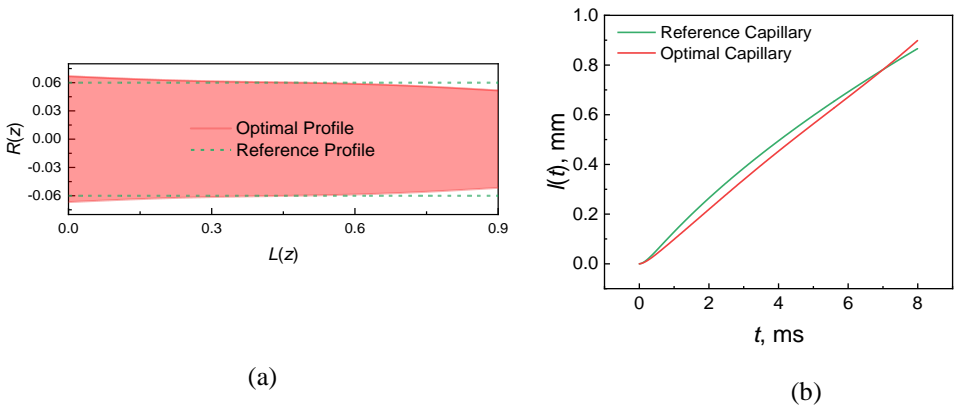 0.06
0.03
0.00
-0.03
-0.06
R(z)
Optimal Profile
Reference Profile
0.0
0.3
0.6
0.9
L(z)
(a)
1.0
0.8
0.6
0.4
0.2
0.0
l(t), mm
Reference Capillary
Optimal Capillary
0
2
4
6
8
t, ms
(b)